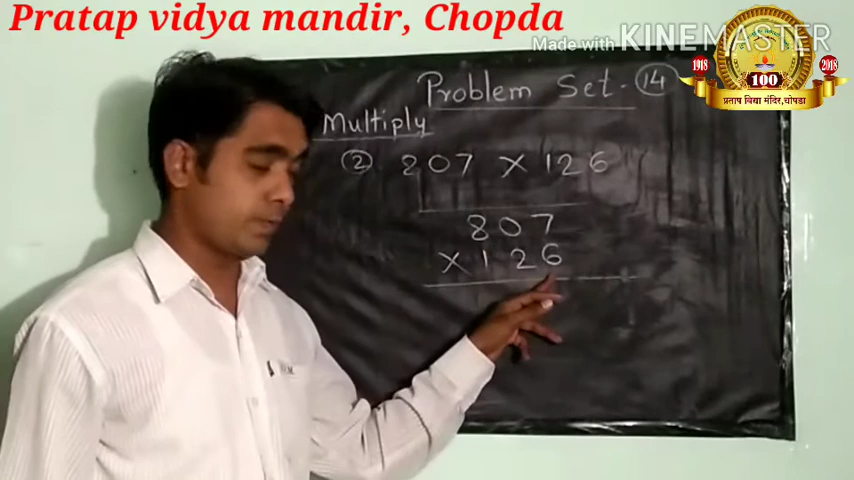 Pratap vidya mandir, Chopda
Made with KINEMASTER
1918
2018
100
प्रताप विद्या मंदिर, चोपडा
Problem Set - 14
Multiply
2 807 × 126
807
× 126